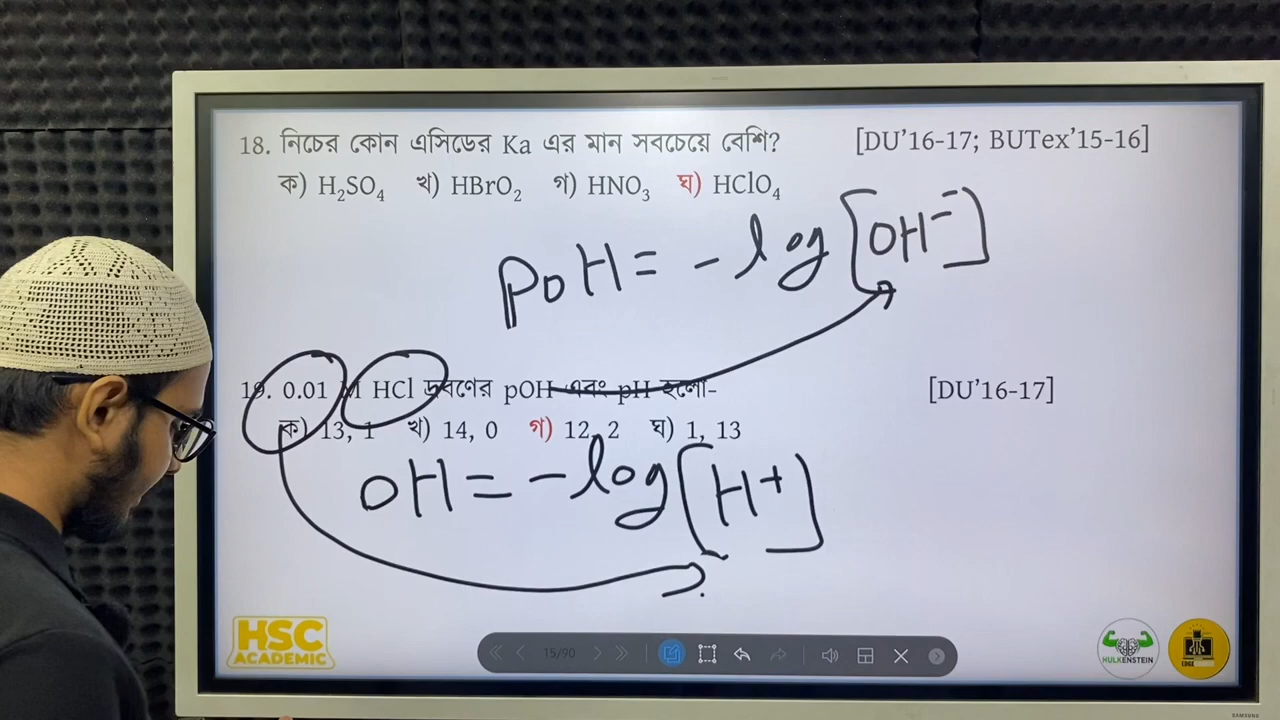 18. নিচের কোন এসিডের Ka এর মান সবচেয়ে বেশি? [DU’16-17; BUTex’15-16]
ক) H₂SO₄ খ) HBrO₂ গ) HNO₃ ঘ) HClO₄
POH = - log [OH⁻]
19. 0.01 M HCl দ্রবণের pOH এবং pH হলো- [DU’16-17]
ক) 13, 1 খ) 14, 0 গ) 12, 2 ঘ) 1, 13
OH = - log [H+]
HSC
ACADEMIC
15/90
HULKENSTEIN
EDGE
SAMSUNG